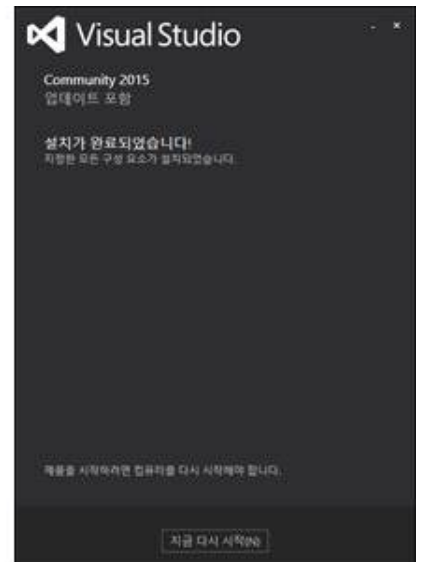 Visual Studio
Community 2015
업데이트 포함
설치가 완료되었습니다!
지정한 모든 구성 요소가 설치되었습니다.
제품을 시작하려면 컴퓨터를 다시 시작해야 합니다.
지금 다시 시작(N)